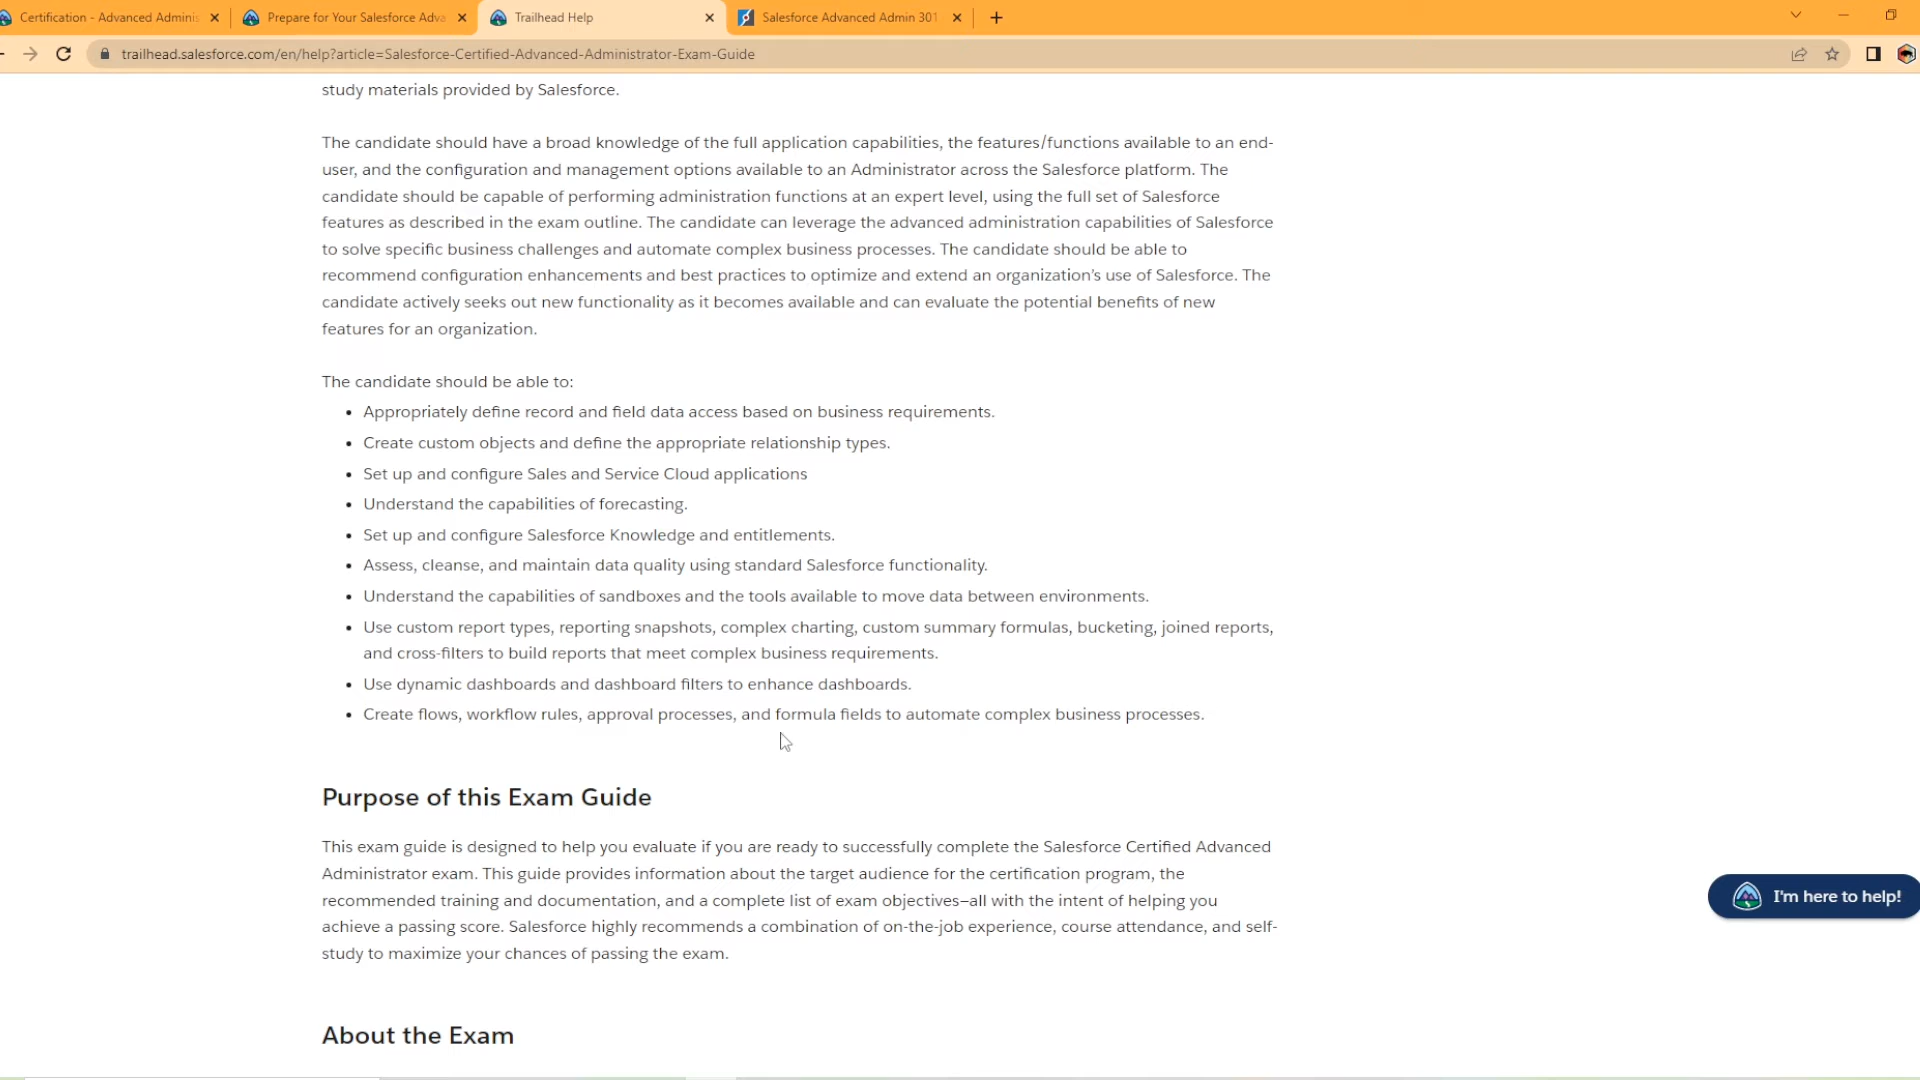 Certification - Advanced Adminis
Prepare for Your Salesforce Adva
Trailhead Help
Salesforce Advanced Admin 301
trailhead.salesforce.com/en/help?article=Salesforce-Certified-Advanced-Administrator-Exam-Guide
study materials provided by Salesforce.
The candidate should have a broad knowledge of the full application capabilities, the features/functions available to an end-
user, and the configuration and management options available to an Administrator across the Salesforce platform. The
candidate should be capable of performing administration functions at an expert level, using the full set of Salesforce
features as described in the exam outline. The candidate can leverage the advanced administration capabilities of Salesforce
to solve specific business challenges and automate complex business processes. The candidate should be able to
recommend configuration enhancements and best practices to optimize and extend an organization's use of Salesforce. The
candidate actively seeks out new functionality as it becomes available and can evaluate the potential benefits of new
features for an organization.
The candidate should be able to:
• Appropriately define record and field data access based on business requirements.
• Create custom objects and define the appropriate relationship types.
• Set up and configure Sales and Service Cloud applications
• Understand the capabilities of forecasting.
• Set up and configure Salesforce Knowledge and entitlements.
• Assess, cleanse, and maintain data quality using standard Salesforce functionality.
• Understand the capabilities of sandboxes and the tools available to move data between environments.
• Use custom report types, reporting snapshots, complex charting, custom summary formulas, bucketing, joined reports,
and cross-filters to build reports that meet complex business requirements.
• Use dynamic dashboards and dashboard filters to enhance dashboards.
• Create flows, workflow rules, approval processes, and formula fields to automate complex business processes.
Purpose of this Exam Guide
This exam guide is designed to help you evaluate if you are ready to successfully complete the Salesforce Certified Advanced
Administrator exam. This guide provides information about the target audience for the certification program, the
recommended training and documentation, and a complete list of exam objectives—all with the intent of helping you
achieve a passing score. Salesforce highly recommends a combination of on-the-job experience, course attendance, and self-
study to maximize your chances of passing the exam.
I'm here to help!
About the Exam